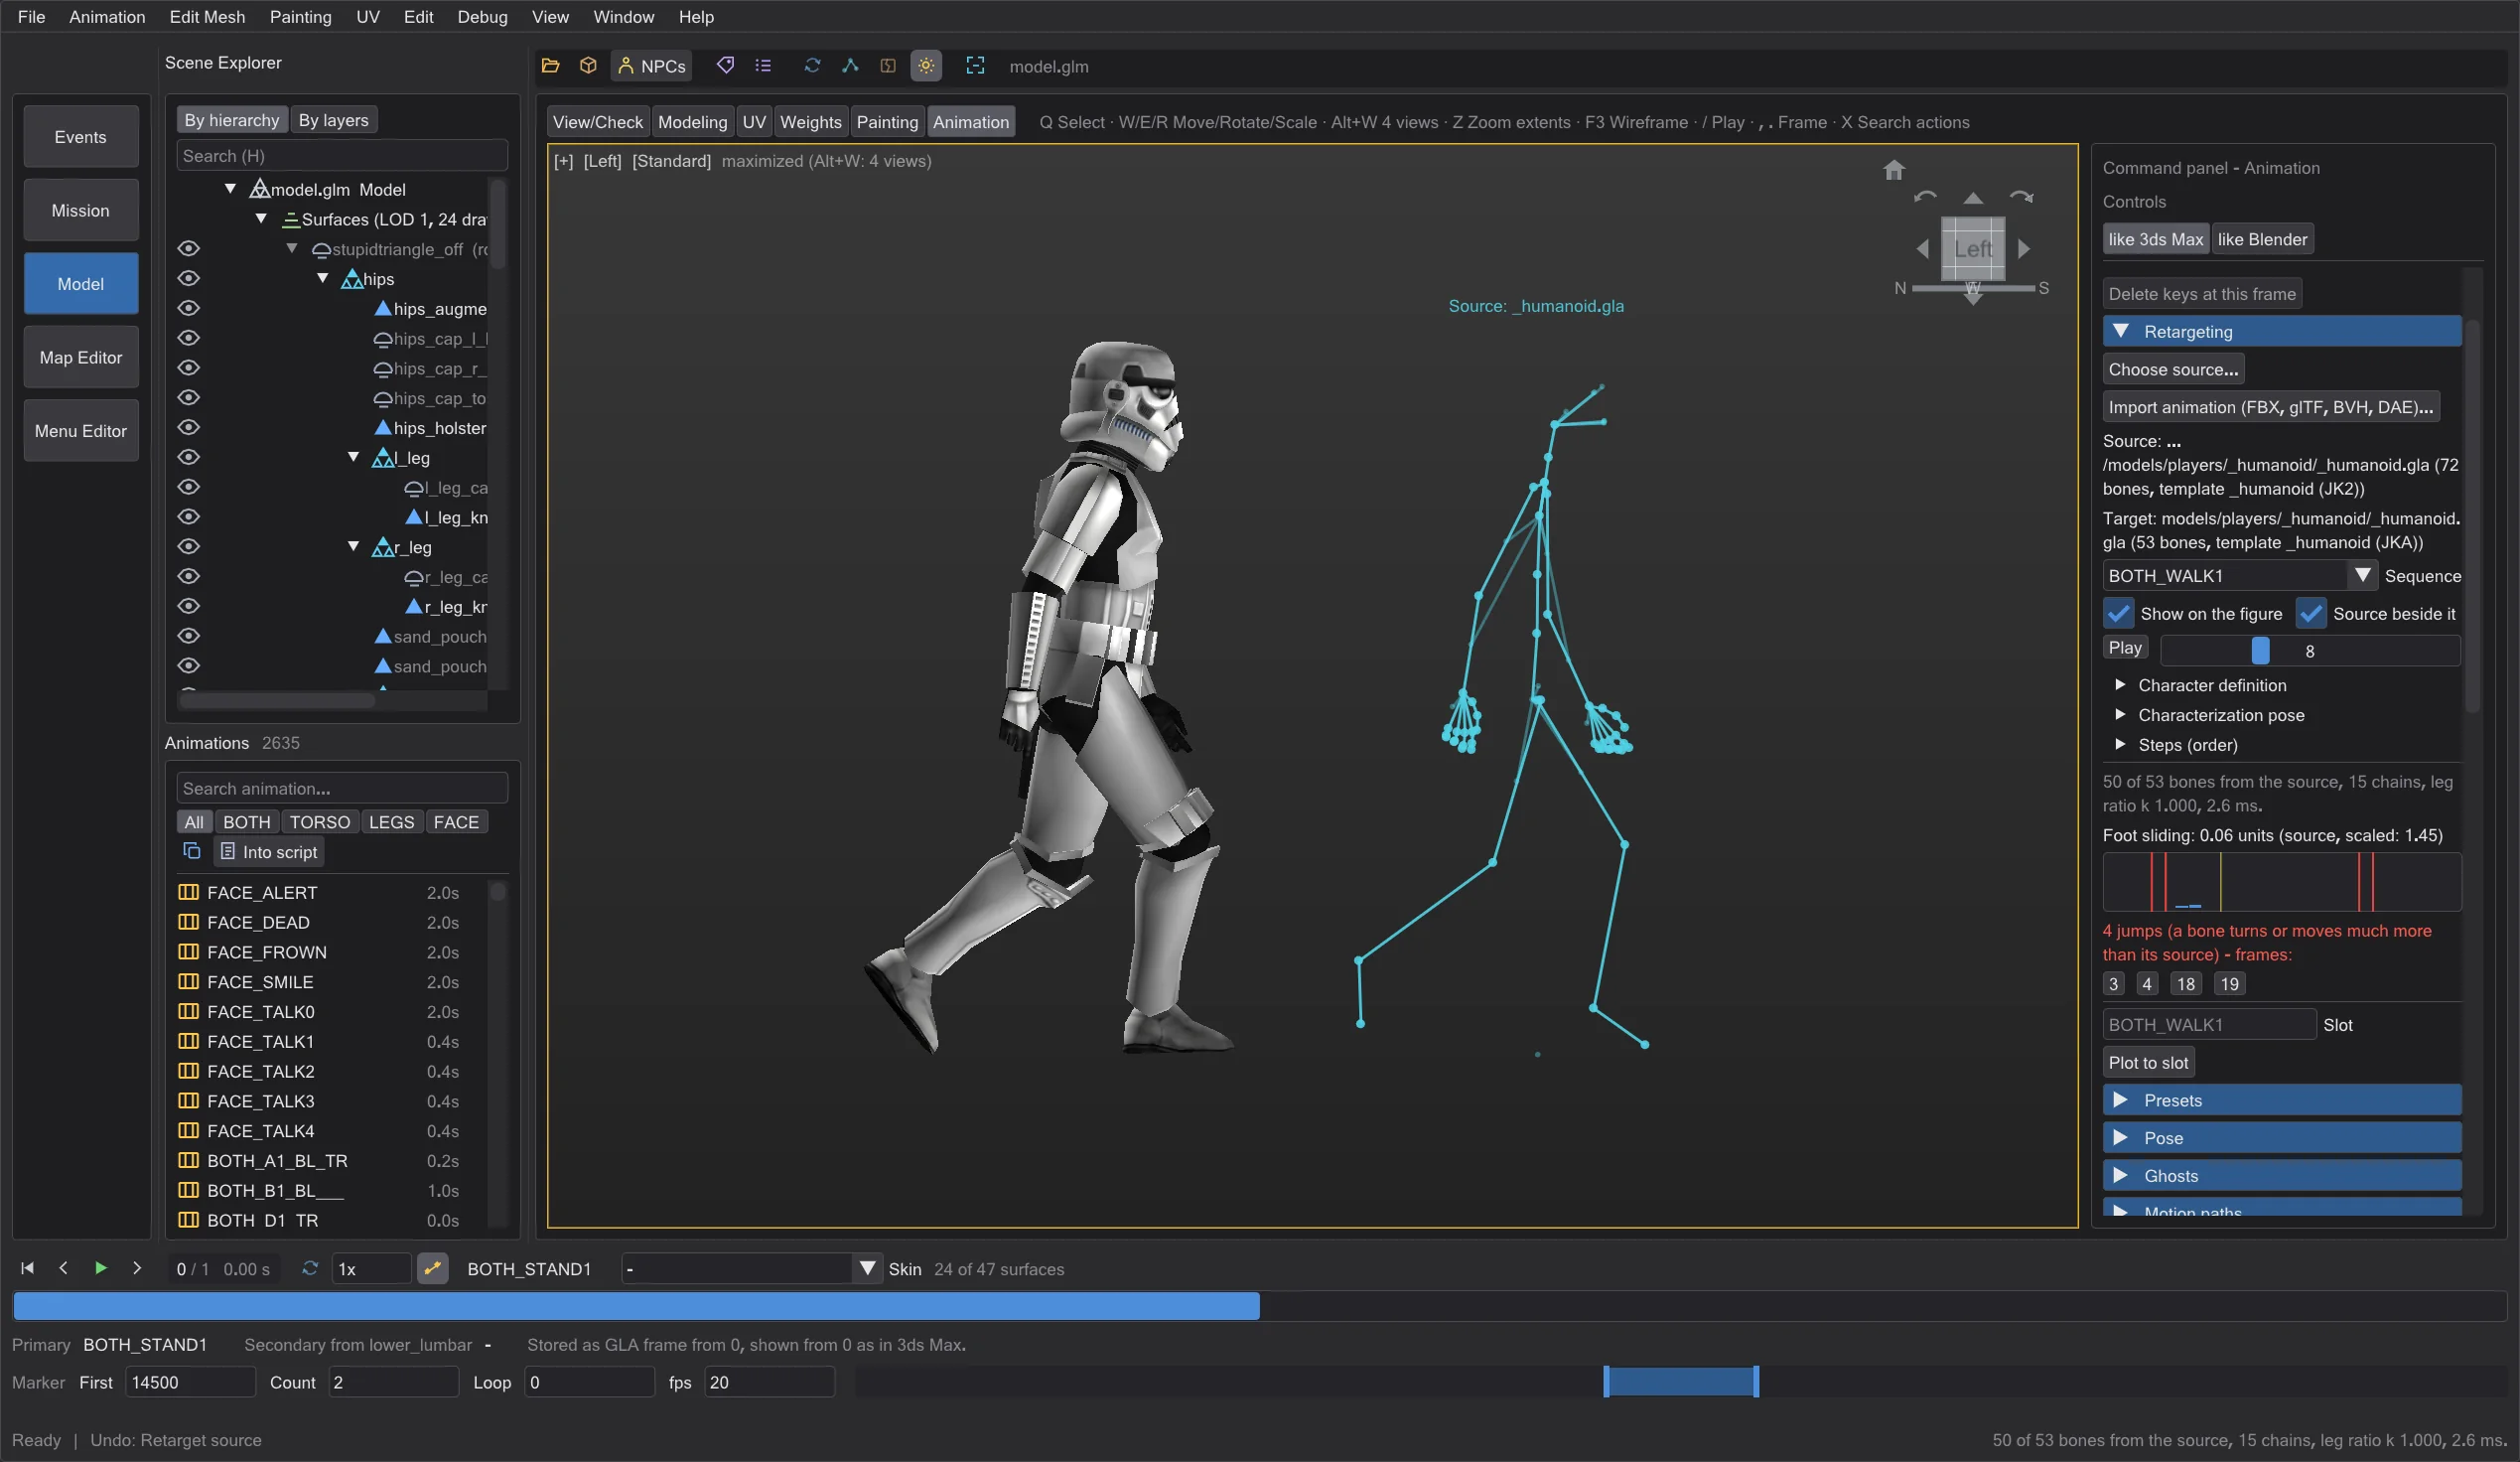 File Animation Edit Mesh Painting UV Edit Debug View Window Help
Scene Explorer
NPCs model.glm
Events
Mission
Model
Map Editor
Menu Editor
By hierarchy By layers
Search (H)
model.glm Model
Surfaces (LOD 1, 24 dra
stupidtriangle_off (ro
hips
hips_augme
hips_cap_l_l
hips_cap_r_
hips_cap_to
hips_holster
l_leg
l_leg_ca
l_leg_kn
r_leg
r_leg_ca
r_leg_kn
sand_pouch
sand_pouch
Animations 2635
Search animation...
All BOTH TORSO LEGS FACE
Into script
FACE_ALERT 2.0s
FACE_DEAD 2.0s
FACE_FROWN 2.0s
FACE_SMILE 2.0s
FACE_TALK0 2.0s
FACE_TALK1 0.4s
FACE_TALK2 0.4s
FACE_TALK3 0.4s
FACE_TALK4 0.4s
BOTH_A1_BL_TR 0.2s
BOTH_B1_BL___ 1.0s
BOTH_D1_TR 0.0s
View/Check Modeling UV Weights Painting Animation Q Select · W/E/R Move/Rotate/Scale · Alt+W 4 views · Z Zoom extents · F3 Wireframe · / Play · , . Frame · X Search actions
[+] [Left] [Standard] maximized (Alt+W: 4 views)
Left
N W S
Source: _humanoid.gla
Command panel - Animation
Controls
like 3ds Max like Blender
Delete keys at this frame
Retargeting
Choose source...
Import animation (FBX, glTF, BVH, DAE)...
Source: ...
/models/players/_humanoid/_humanoid.gla (72
bones, template _humanoid (JK2))
Target: models/players/_humanoid/_humanoid.
gla (53 bones, template _humanoid (JKA))
BOTH_WALK1 Sequence
Show on the figure Source beside it
Play 8
Character definition
Characterization pose
Steps (order)
50 of 53 bones from the source, 15 chains, leg
ratio k 1.000, 2.6 ms.
Foot sliding: 0.06 units (source, scaled: 1.45)
4 jumps (a bone turns or moves much more
than its source) - frames:
3 4 18 19
BOTH_WALK1 Slot
Plot to slot
Presets
Pose
Ghosts
Motion paths
0 / 1 0.00 s 1x BOTH_STAND1 - Skin 24 of 47 surfaces
Primary BOTH_STAND1 Secondary from lower_lumbar - Stored as GLA frame from 0, shown from 0 as in 3ds Max.
Marker First 14500 Count 2 Loop 0 fps 20
Ready | Undo: Retarget source
50 of 53 bones from the source, 15 chains, leg ratio k 1.000, 2.6 ms.